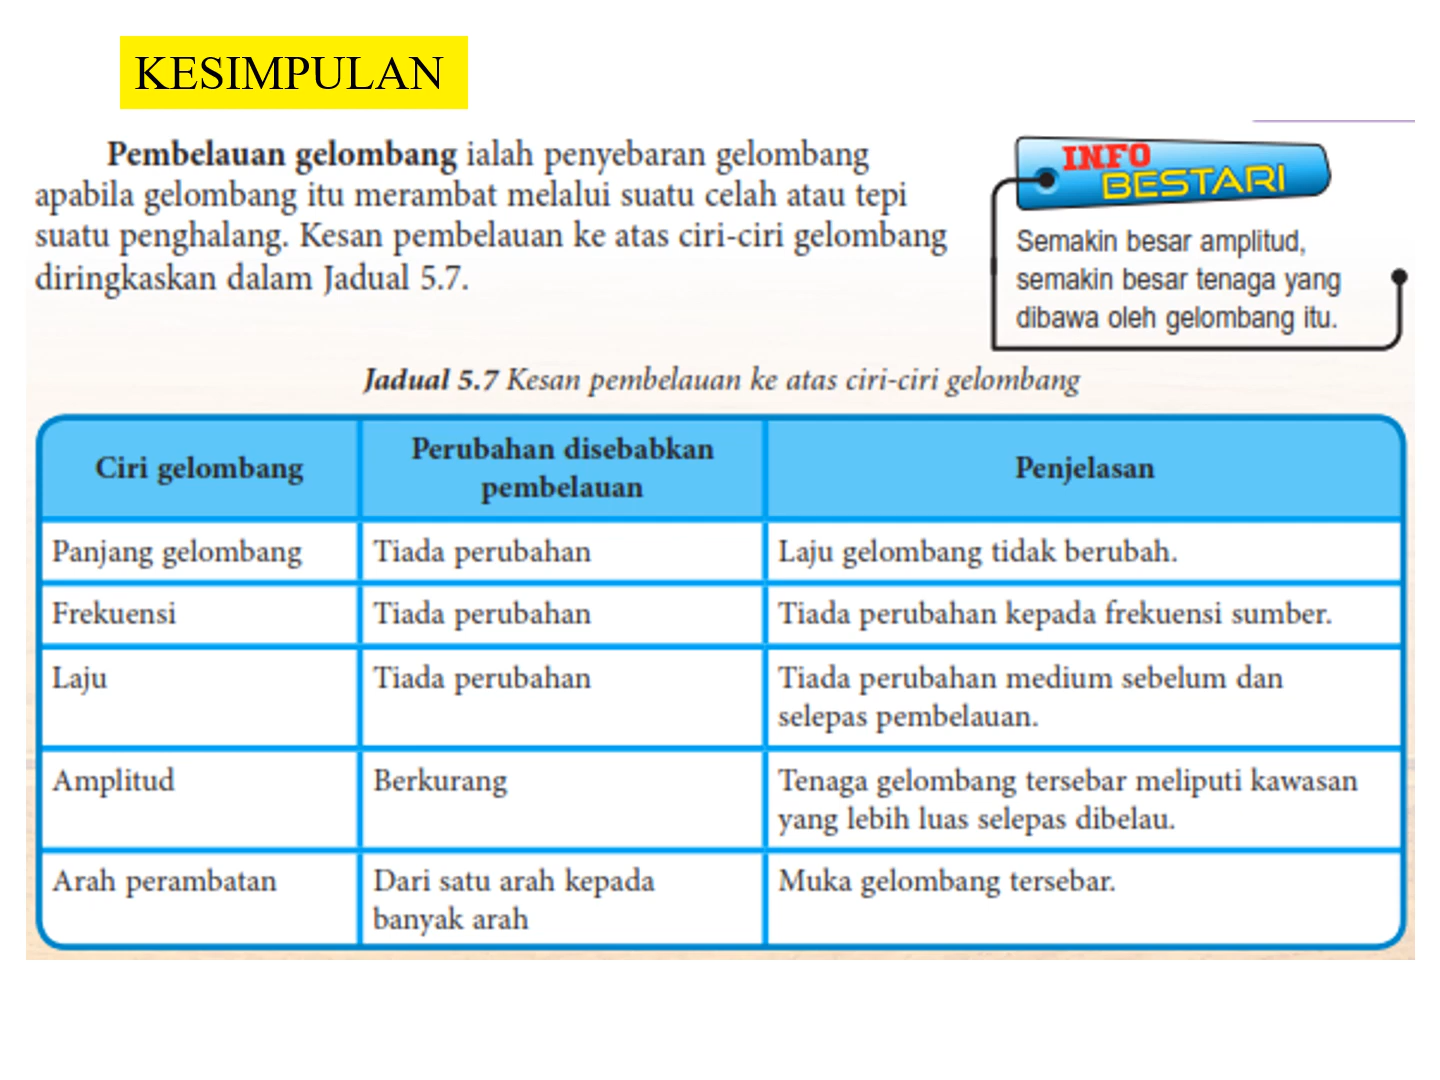 KESIMPULAN
Pembelauan gelombang ialah penyebaran gelombang
apabila gelombang itu merambat melalui suatu celah atau tepi
suatu penghalang. Kesan pembelauan ke atas ciri-ciri gelombang
diringkaskan dalam Jadual 5.7.
INFO
BESTARI
Semakin besar amplitud,
semakin besar tenaga yang
dibawa oleh gelombang itu.
Jadual 5.7 Kesan pembelauan ke atas ciri-ciri gelombang
Ciri gelombang
Perubahan disebabkan
pembelauan
Penjelasan
Panjang gelombang
Tiada perubahan
Laju gelombang tidak berubah.
Frekuensi
Tiada perubahan
Tiada perubahan kepada frekuensi sumber.
Laju
Tiada perubahan
Tiada perubahan medium sebelum dan
selepas pembelauan.
Amplitud
Berkurang
Tenaga gelombang tersebar meliputi kawasan
yang lebih luas selepas dibelau.
Arah perambatan
Dari satu arah kepada
banyak arah
Muka gelombang tersebar.